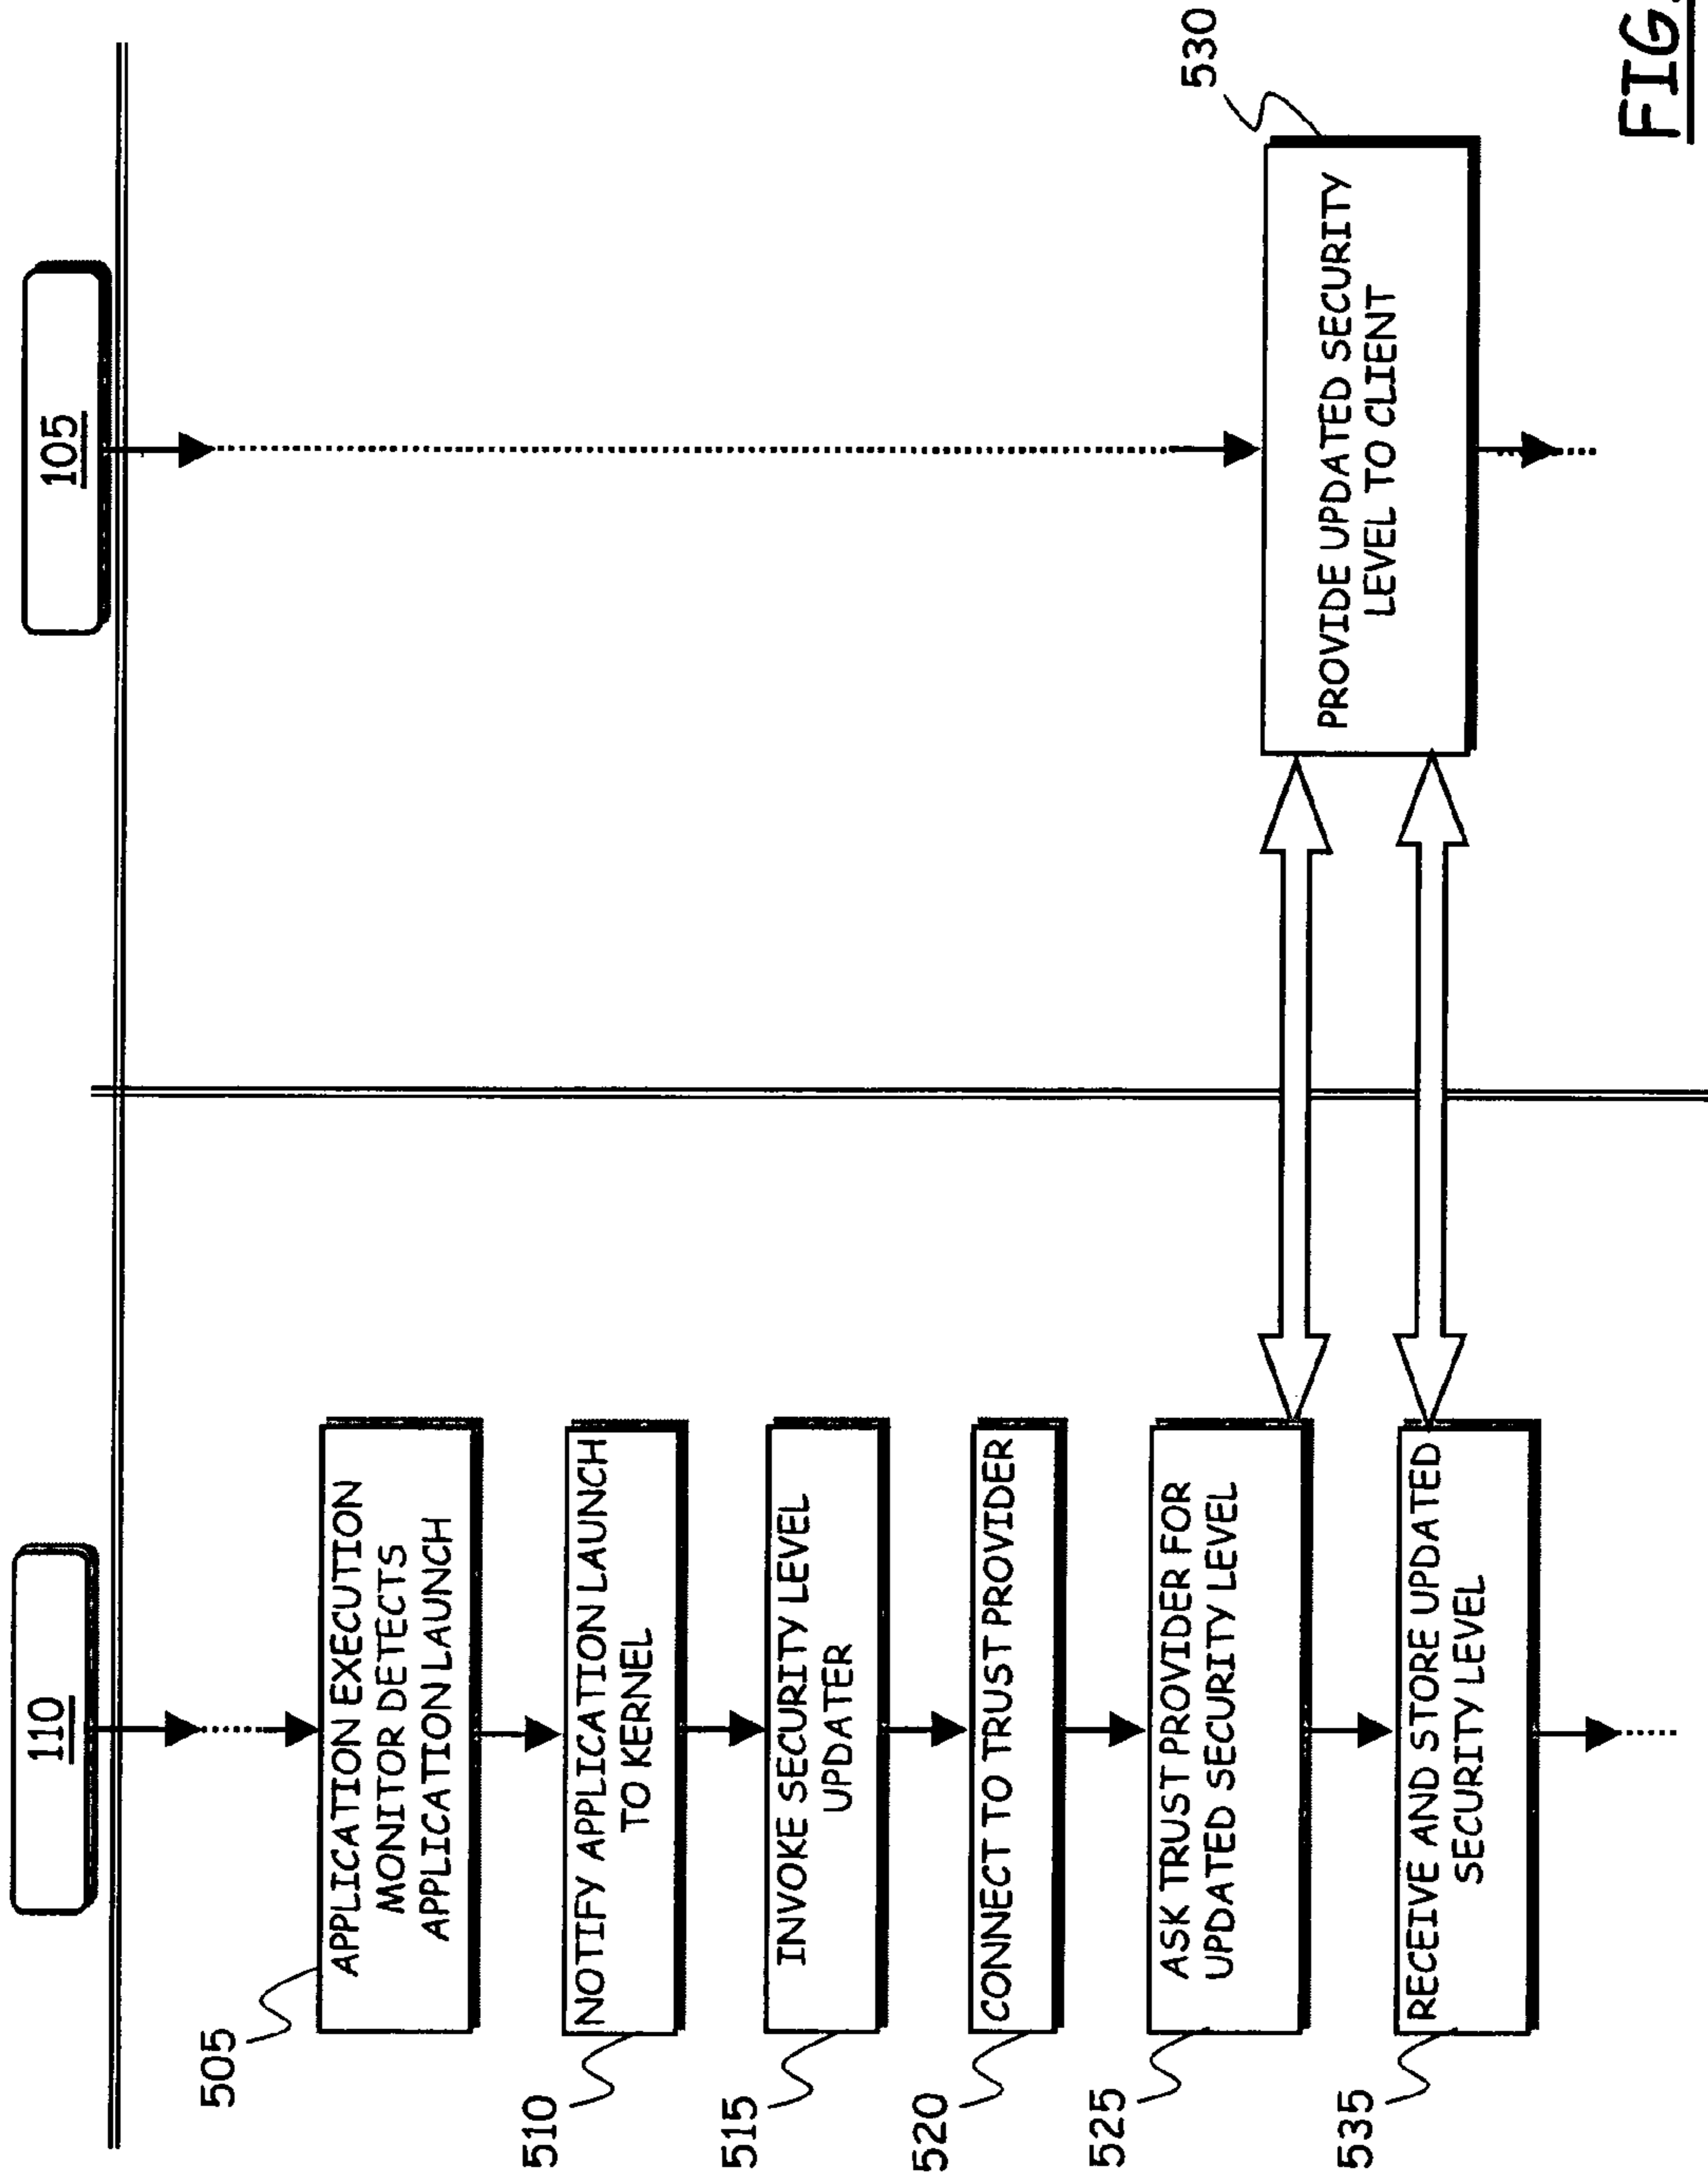 110
105
505
APPLICATION EXECUTION
MONITOR DETECTS
APPLICATION LAUNCH
510
NOTIFY APPLICATION LAUNCH
TO KERNEL
515
INVOKE SECURITY LEVEL
UPDATER
520
CONNECT TO TRUST PROVIDER
525
ASK TRUST PROVIDER FOR
UPDATED SECURITY LEVEL
530
PROVIDE UPDATED SECURITY
LEVEL TO CLIENT
535
RECEIVE AND STORE UPDATED
SECURITY LEVEL
FIG.